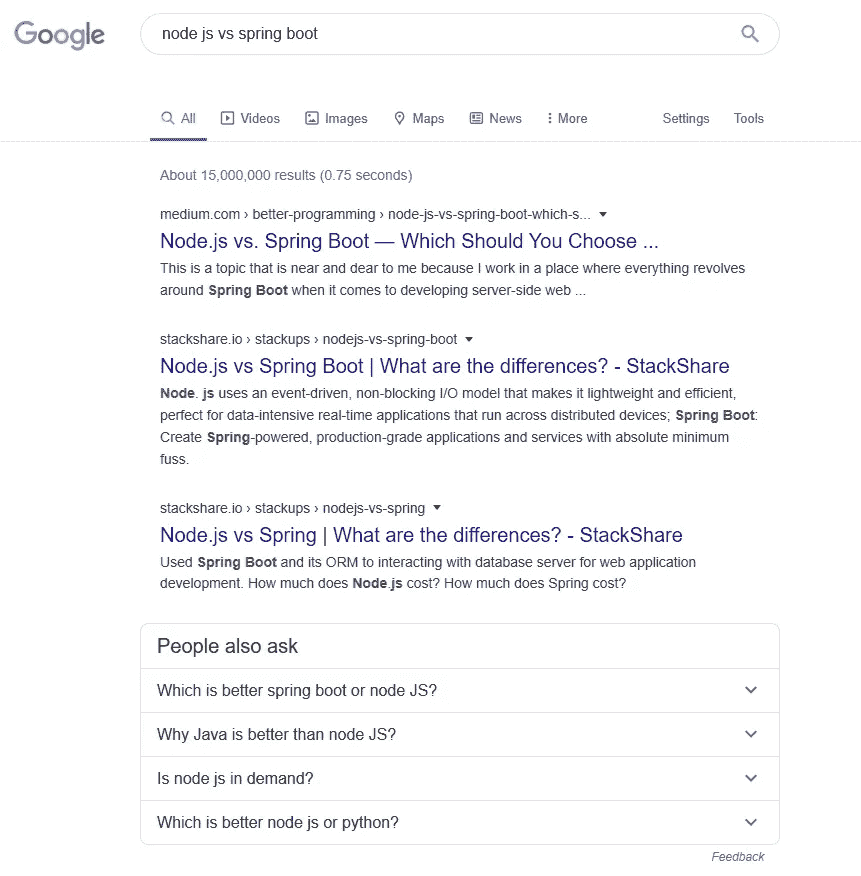 Google
node js vs spring boot
All Videos Images Maps News More Settings Tools
About 15,000,000 results (0.75 seconds)
medium.com › better-programming › node-js-vs-spring-boot-which-s...
Node.js vs. Spring Boot — Which Should You Choose ...
This is a topic that is near and dear to me because I work in a place where everything revolves
around Spring Boot when it comes to developing server-side web ...
stackshare.io › stackups › nodejs-vs-spring-boot
Node.js vs Spring Boot | What are the differences? - StackShare
Node. js uses an event-driven, non-blocking I/O model that makes it lightweight and efficient,
perfect for data-intensive real-time applications that run across distributed devices; Spring Boot:
Create Spring-powered, production-grade applications and services with absolute minimum
fuss.
stackshare.io › stackups › nodejs-vs-spring
Node.js vs Spring | What are the differences? - StackShare
Used Spring Boot and its ORM to interacting with database server for web application
development. How much does Node.js cost? How much does Spring cost?
People also ask
Which is better spring boot or node JS?
Why Java is better than node JS?
Is node js in demand?
Which is better node js or python?
Feedback